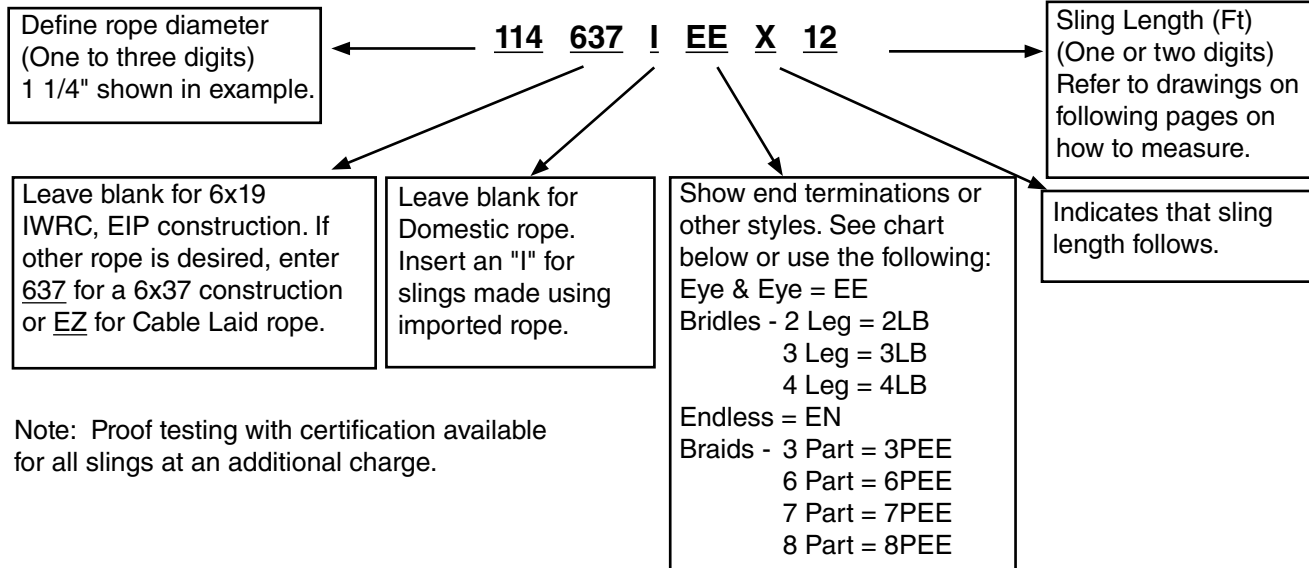 Define rope diameter
(One to three digits)
1 1/4" shown in example.
114 637 I EE X 12
Sling Length (Ft)
(One or two digits)
Refer to drawings on
following pages on
how to measure.
Leave blank for 6x19
IWRC, EIP construction. If
other rope is desired, enter
637 for a 6x37 construction
or EZ for Cable Laid rope.
Leave blank for
Domestic rope.
Insert an "I" for
slings made using
imported rope.
Show end terminations or
other styles. See chart
below or use the following:
Eye & Eye = EE
Bridles - 2 Leg = 2LB
3 Leg = 3LB
4 Leg = 4LB
Endless = EN
Braids - 3 Part = 3PEE
6 Part = 6PEE
7 Part = 7PEE
8 Part = 8PEE
Indicates that sling
length follows.
Note: Proof testing with certification available
for all slings at an additional charge.